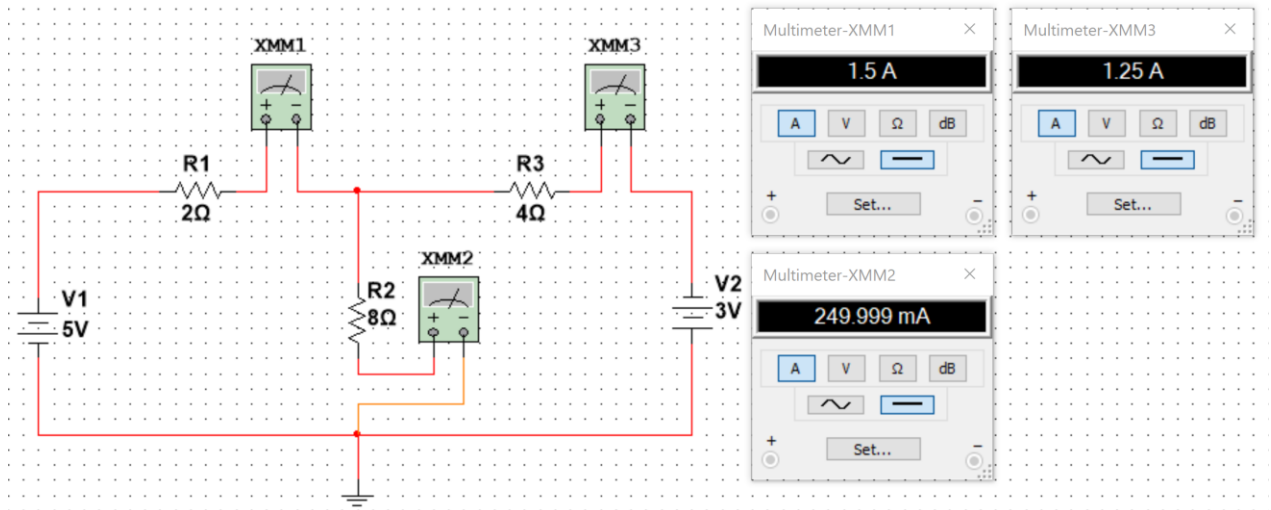 XMM1
XMM3
R1
2Ω
R3
4Ω
XMM2
V1
5V
R2
8Ω
V2
3V
+ −
+ −
+ −
Multimeter-XMM1 ×
1.5 A
A V Ω dB
+ Set... −
Multimeter-XMM3 ×
1.25 A
A V Ω dB
+ Set... −
Multimeter-XMM2 ×
249.999 mA
A V Ω dB
+ Set... −